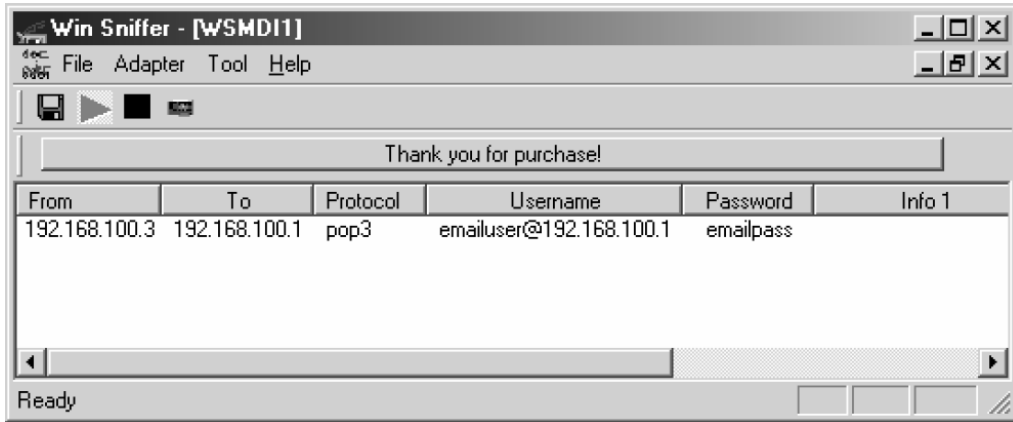 Win Sniffer - [WSMDI1]
File Adapter Tool Help
Thank you for purchase!
From To Protocol Username Password Info 1
192.168.100.3 192.168.100.1 pop3 emailuser@192.168.100.1 emailpass
Ready